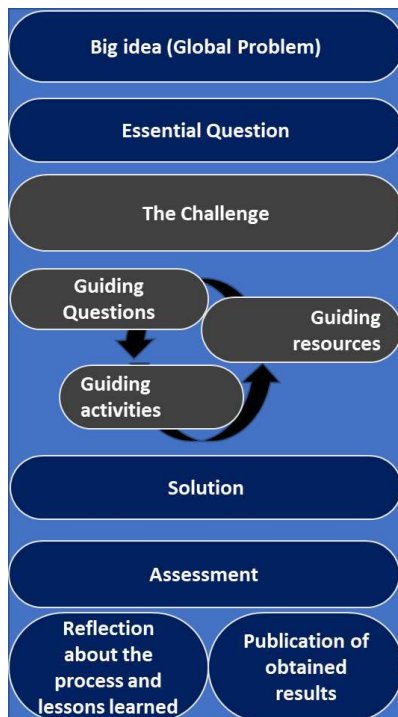 Big idea (Global Problem)
Essential Question
The Challenge
Guiding
Questions
Guiding
resources
Guiding
activities
Solution
Assessment
Reflection
about the
process and
lessons learned
Publication of
obtained
results